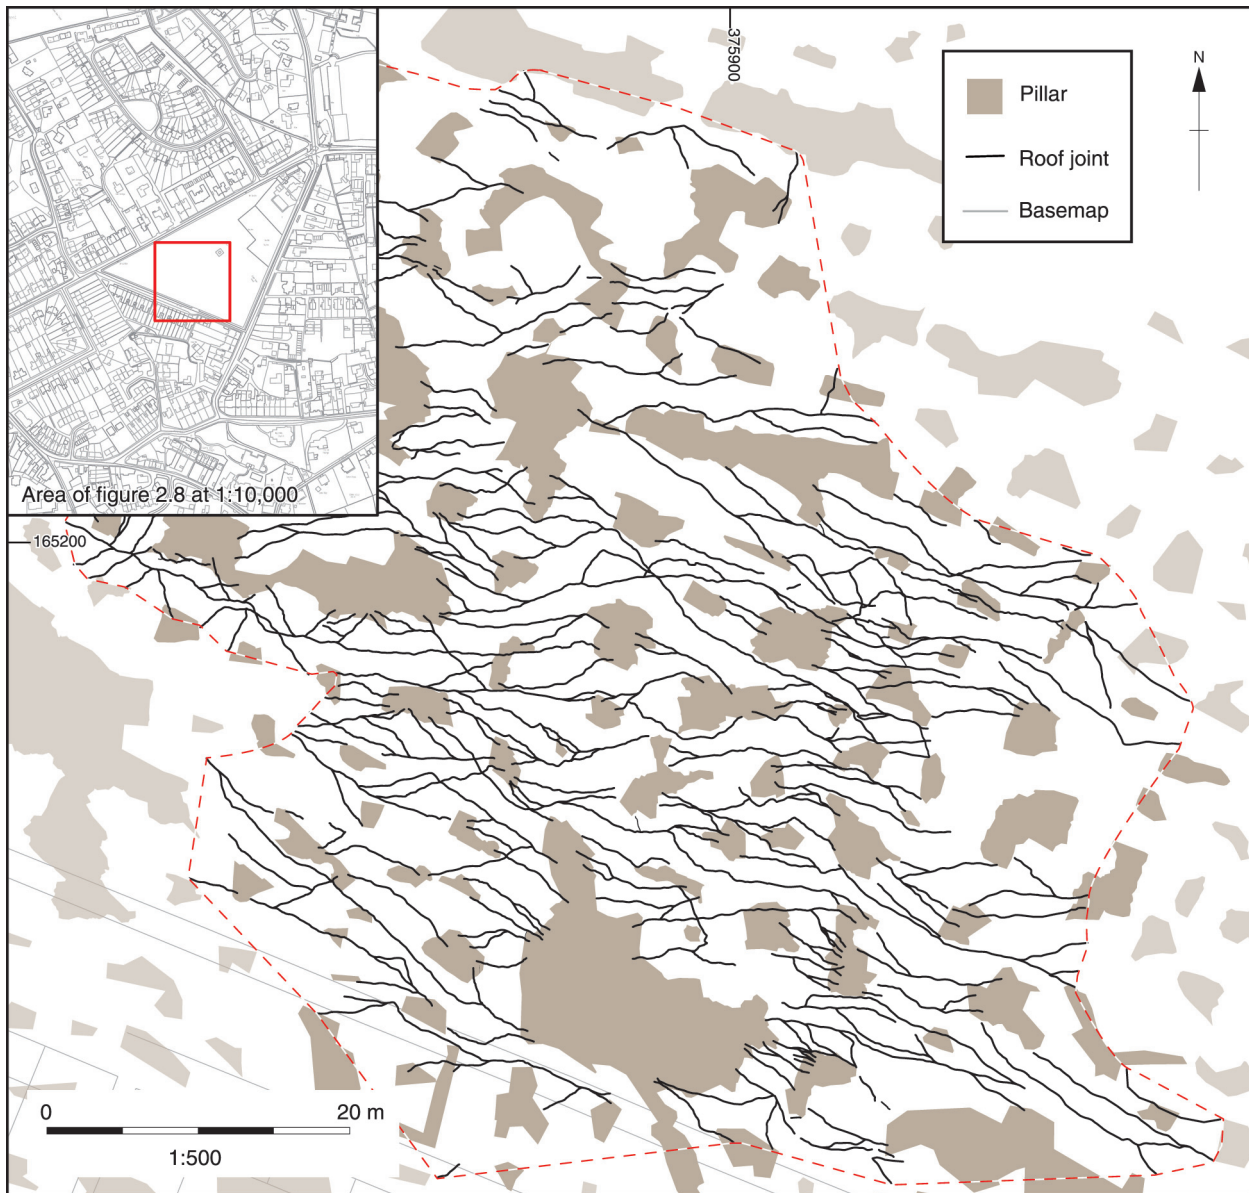 375900
N
Pillar
Roof joint
Basemap
Area of figure 2.8 at 1:10,000
165200
0 20 m
1:500